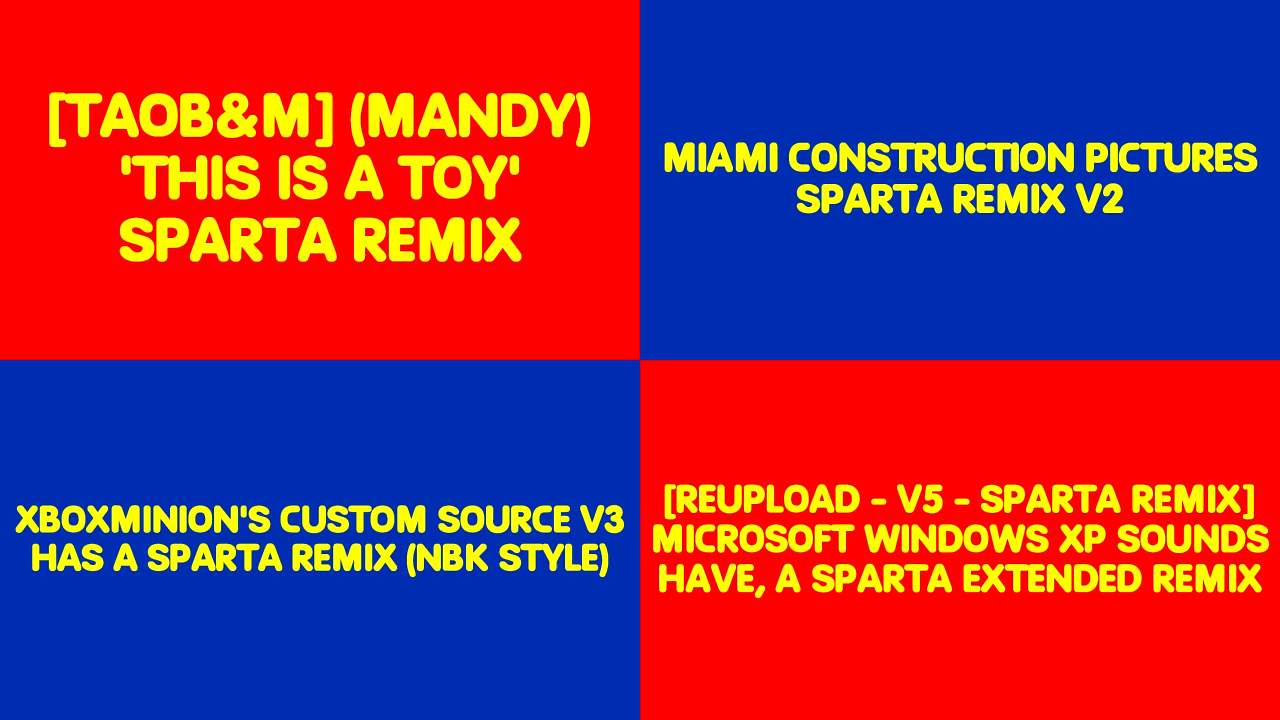 [TAOB&M] (MANDY)
'THIS IS A TOY'
SPARTA REMIX
MIAMI CONSTRUCTION PICTURES
SPARTA REMIX V2
XBOXMINION'S CUSTOM SOURCE V3
HAS A SPARTA REMIX (NBK STYLE)
[REUPLOAD - V5 - SPARTA REMIX]
MICROSOFT WINDOWS XP SOUNDS
HAVE, A SPARTA EXTENDED REMIX